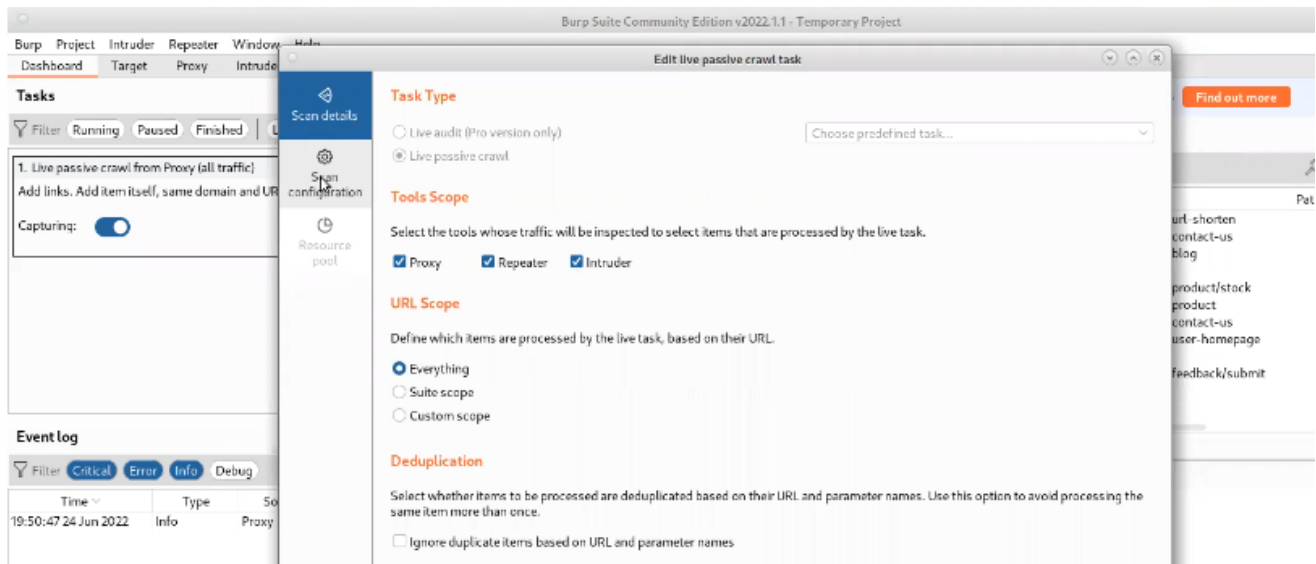 Burp Suite Community Edition v2022.1.1 - Temporary Project
Burp Project Intruder Repeater Window Help
Dashboard Target Proxy Intrude
Edit live passive crawl task
Tasks
Filter Running Paused Finished
1. Live passive crawl from Proxy (all traffic)
Add links. Add item itself, same domain and UR
Capturing:
Event log
Filter Critical Error Info Debug
Time Type So
19:50:47 24 Jun 2022 Info Proxy
Scan details
Scan configuration
Resource pool
Task Type
Live audit (Pro version only)
Choose predefined task...
Live passive crawl
Tools Scope
Select the tools whose traffic will be inspected to select items that are processed by the live task.
Proxy Repeater Intruder
URL Scope
Define which items are processed by the live task, based on their URL.
Everything
Suite scope
Custom scope
Deduplication
Select whether items to be processed are deduplicated based on their URL and parameter names. Use this option to avoid processing the
same item more than once.
Ignore duplicate items based on URL and parameter names
Find out more
Pat
url-shorten
contact-us
blog
product/stock
product
contact-us
user-homepage
feedback/submit